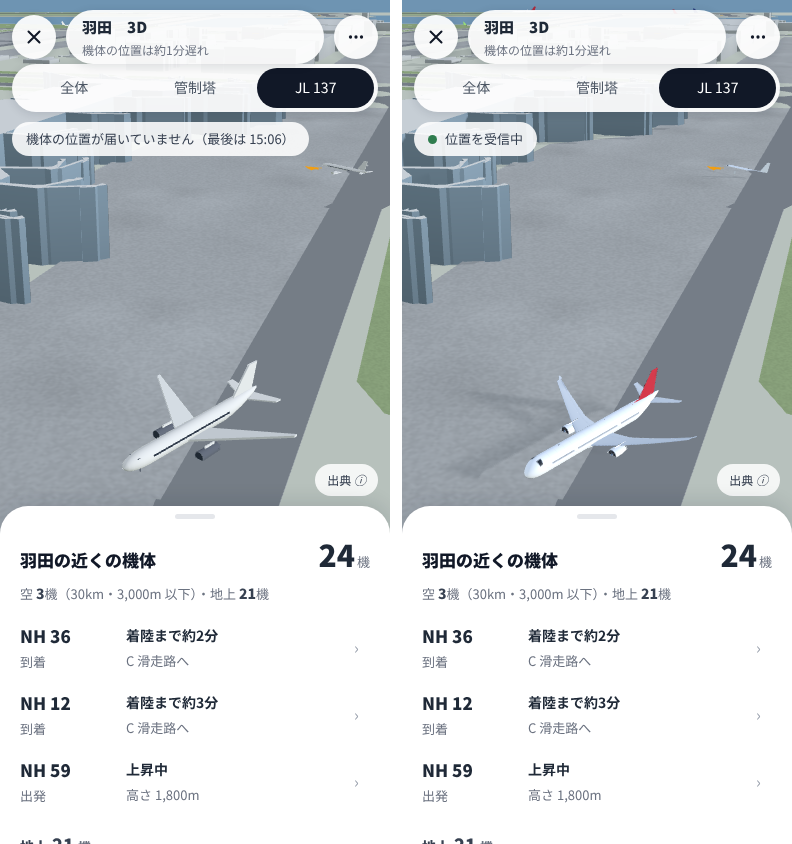 羽田 3D
機体の位置は約1分遅れ
全体
管制塔
JL 137
機体の位置が届いていません（最後は 15:06）
出典
羽田の近くの機体
24機
空 3機（30km・3,000m 以下）・地上 21機
NH 36
着陸まで約2分
到着
C 滑走路へ
NH 12
着陸まで約3分
到着
C 滑走路へ
NH 59
上昇中
出発
高さ 1,800m
地上 21 機
羽田 3D
機体の位置は約1分遅れ
全体
管制塔
JL 137
位置を受信中
出典
羽田の近くの機体
24機
空 3機（30km・3,000m 以下）・地上 21機
NH 36
着陸まで約2分
到着
C 滑走路へ
NH 12
着陸まで約3分
到着
C 滑走路へ
NH 59
上昇中
出発
高さ 1,800m
地上 21 機